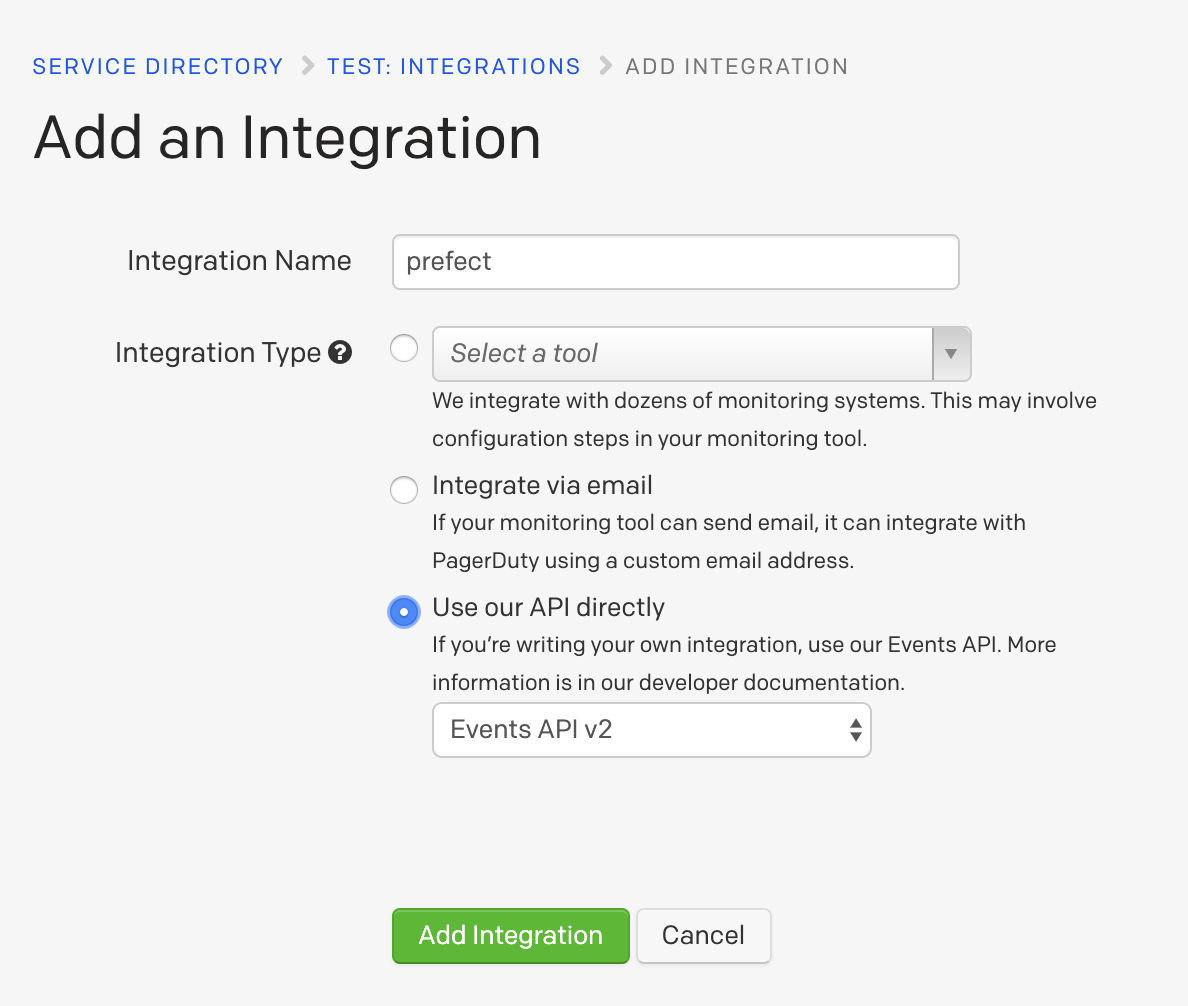 SERVICE DIRECTORY > TEST: INTEGRATIONS > ADD INTEGRATION
Add an Integration
Integration Name prefect
Integration Type ? Select a tool
We integrate with dozens of monitoring systems. This may involve
configuration steps in your monitoring tool.
Integrate via email
If your monitoring tool can send email, it can integrate with
PagerDuty using a custom email address.
Use our API directly
If you’re writing your own integration, use our Events API. More
information is in our developer documentation.
Events API v2
Add Integration Cancel